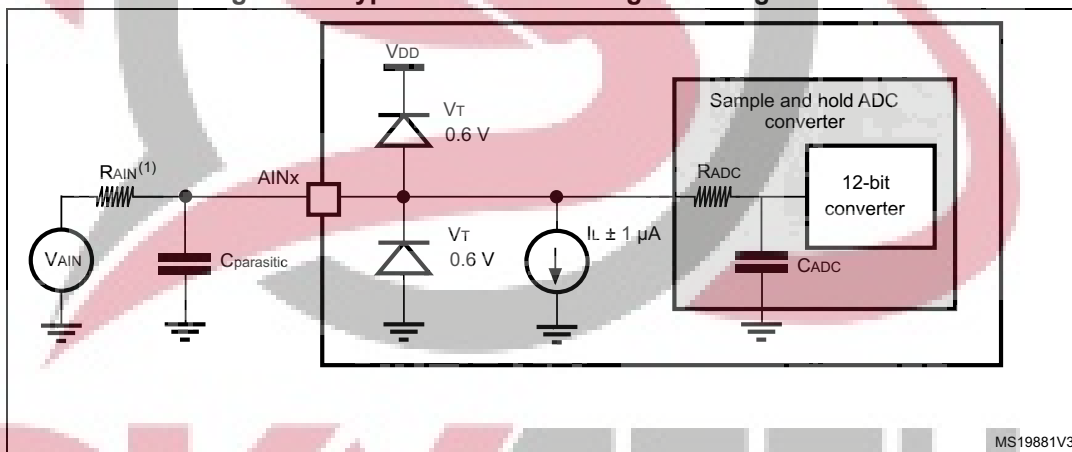 VDD
VT
0.6 V
Sample and hold ADC
converter
RAIN(1)
AINx
RADC
12-bit
converter
VT
0.6 V
IL ± 1 µA
VAIN
Cparasitic
CADC
MS19881V3